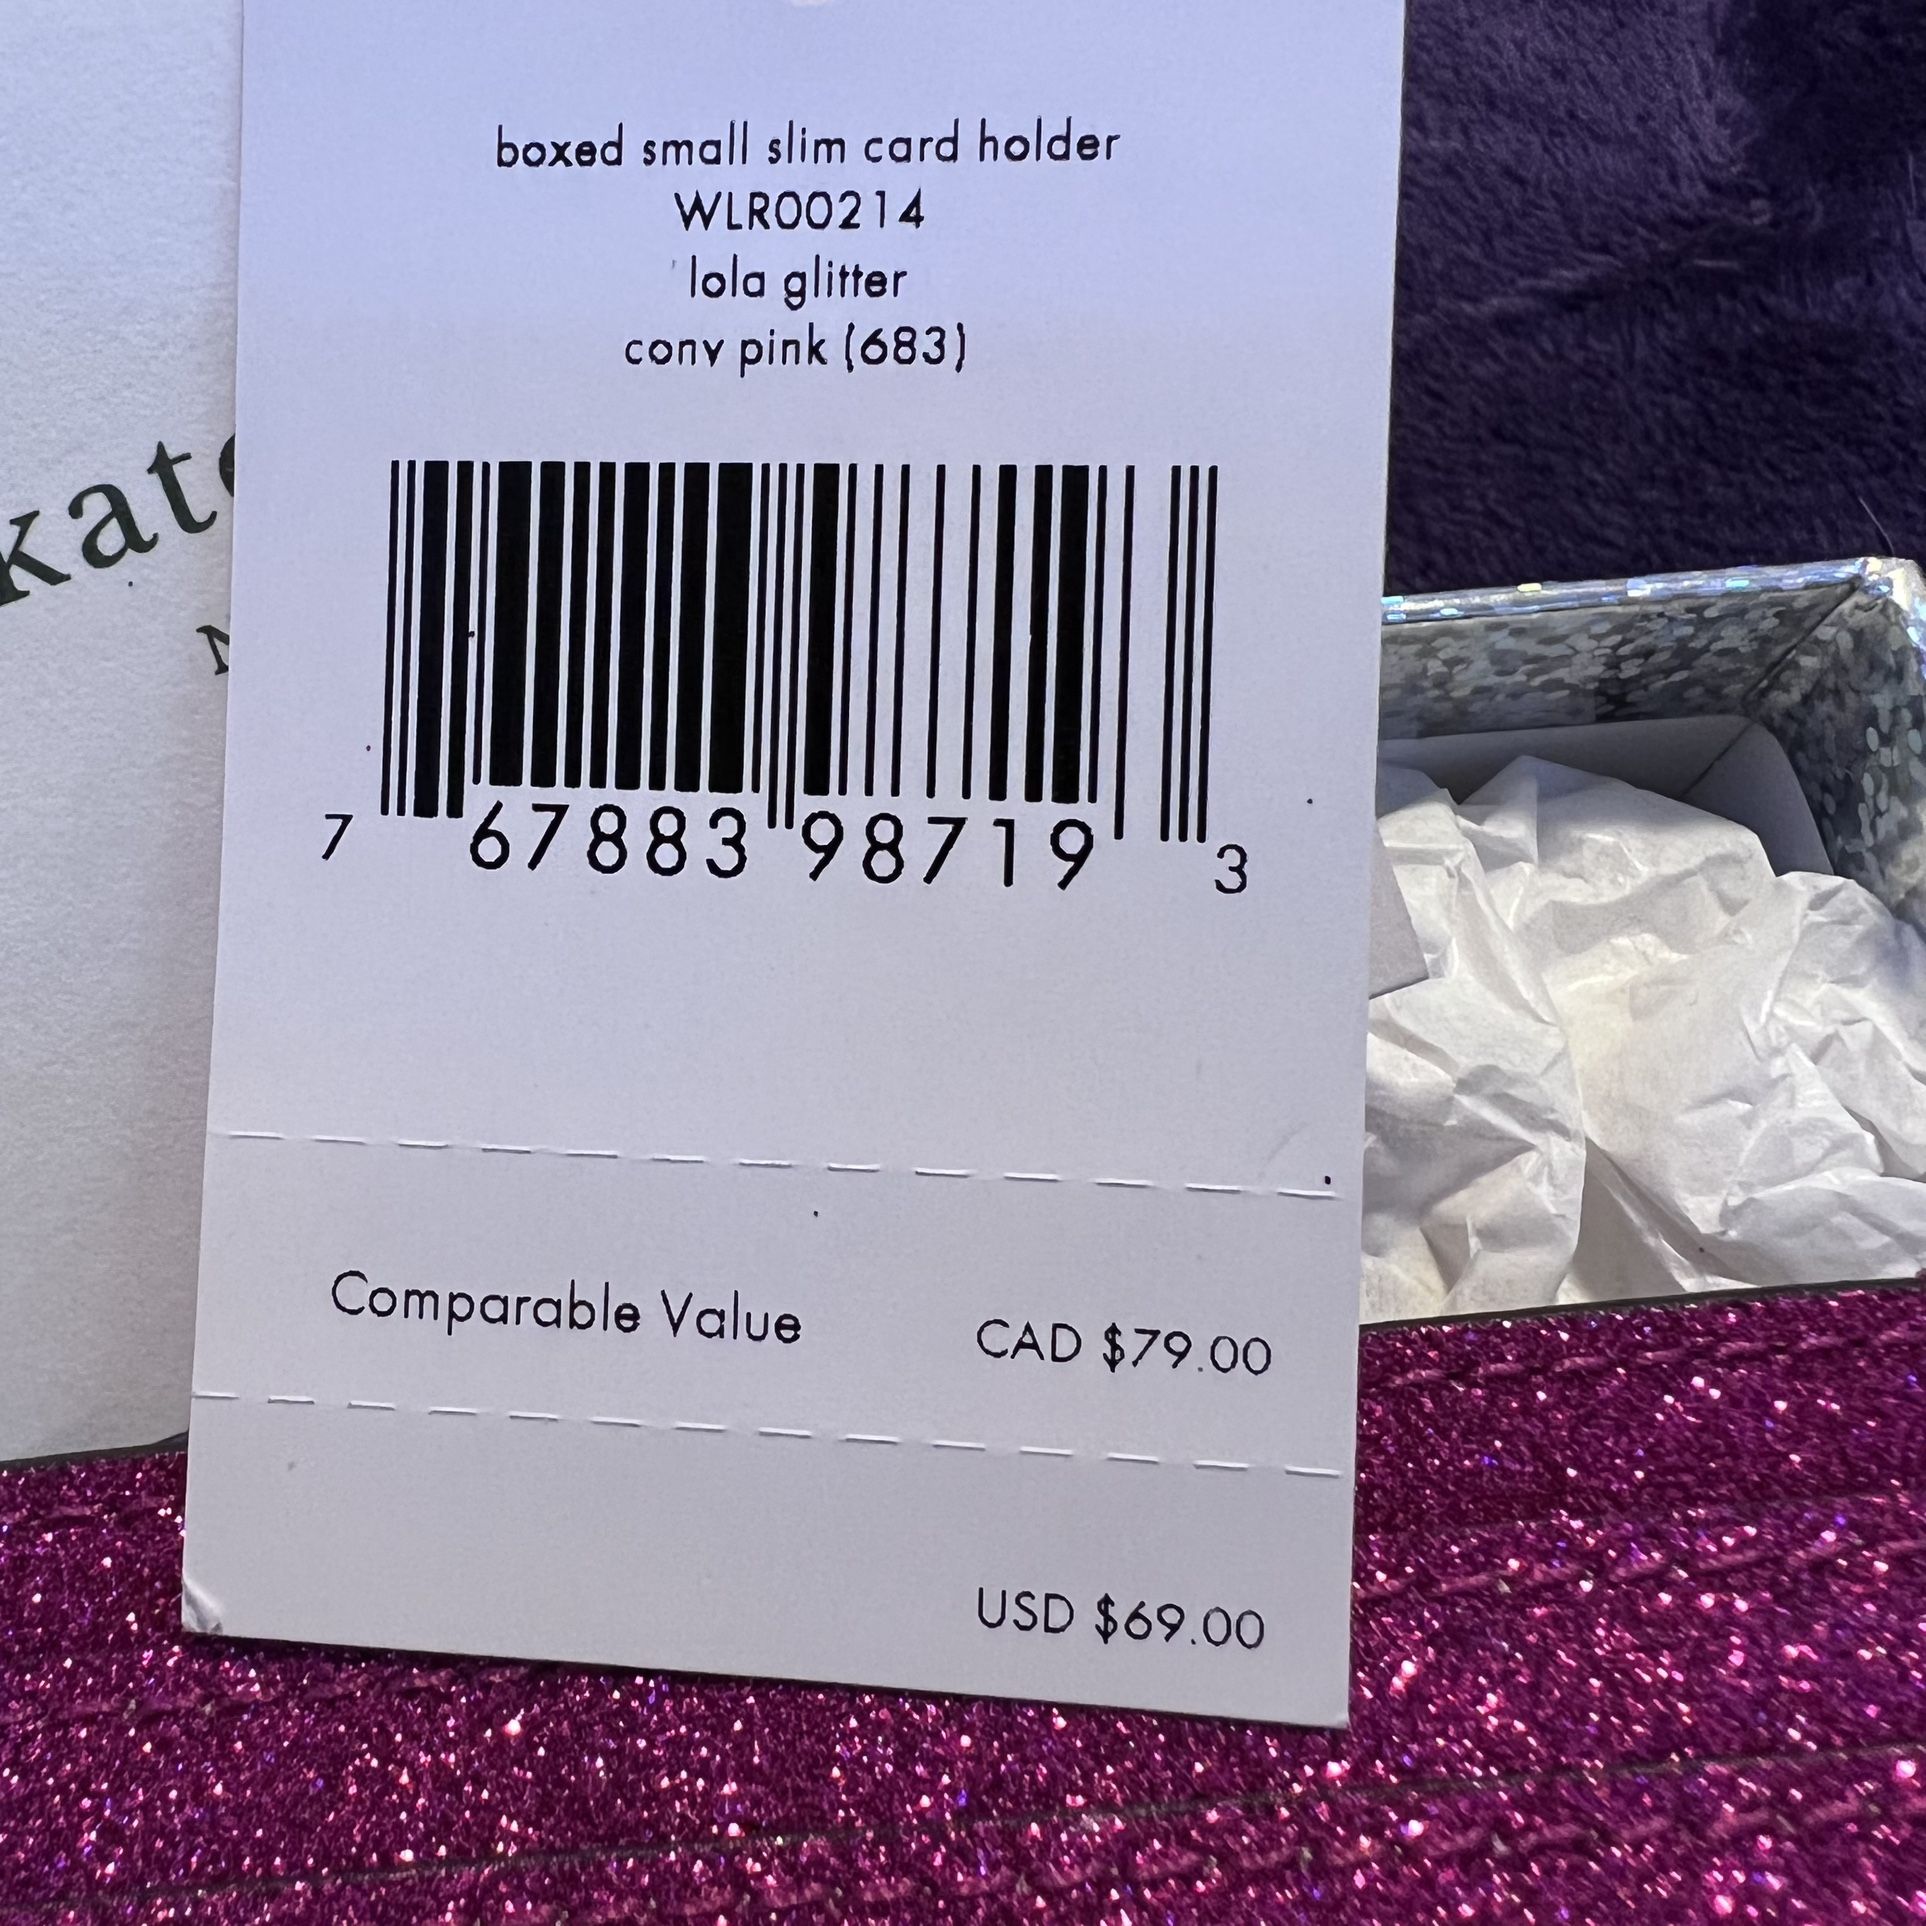 boxed small slim card holder
WLR00214
lola glitter
conv pink (683)
kate
7 67883 98719 3
Comparable Value CAD $79.00
USD $69.00